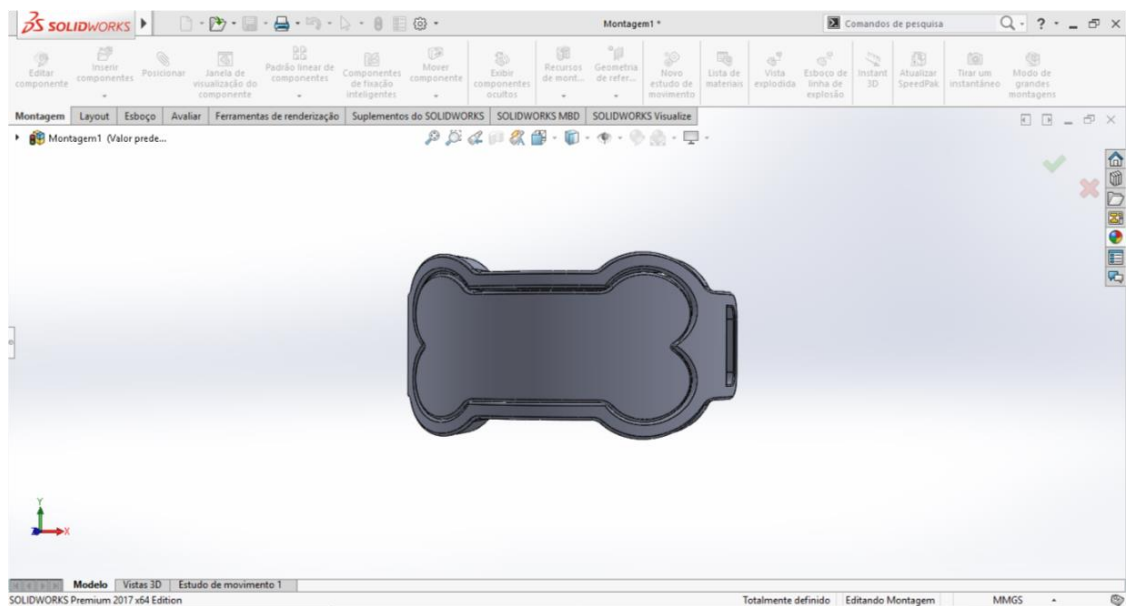 SOLIDWORKS
Montagem1 *
Comandos de pesquisa
Editar componente
Inserir componentes
Posicionar
Janela de visualização do componente
Padrão linear de componentes
Componentes de fixação inteligentes
Mover componente
Exibir componentes ocultos
Recursos de mont...
Geometria de refer...
Novo estudo de movimento
Lista de materiais
Vista explodida
Esboço de linha de explosão
Instant 3D
Atualizar SpeedPak
Tirar um instantâneo
Modo de grandes montagens
Montagem Layout Esboço Avaliar Ferramentas de renderização Suplementos do SOLIDWORKS SOLIDWORKS MBD SOLIDWORKS Visualize
Montagem1 (Valor prede...
Y
Z X
Modelo Vistas 3D Estudo de movimento 1
SOLIDWORKS Premium 2017 x64 Edition Totalmente definido Editando Montagem MMGS